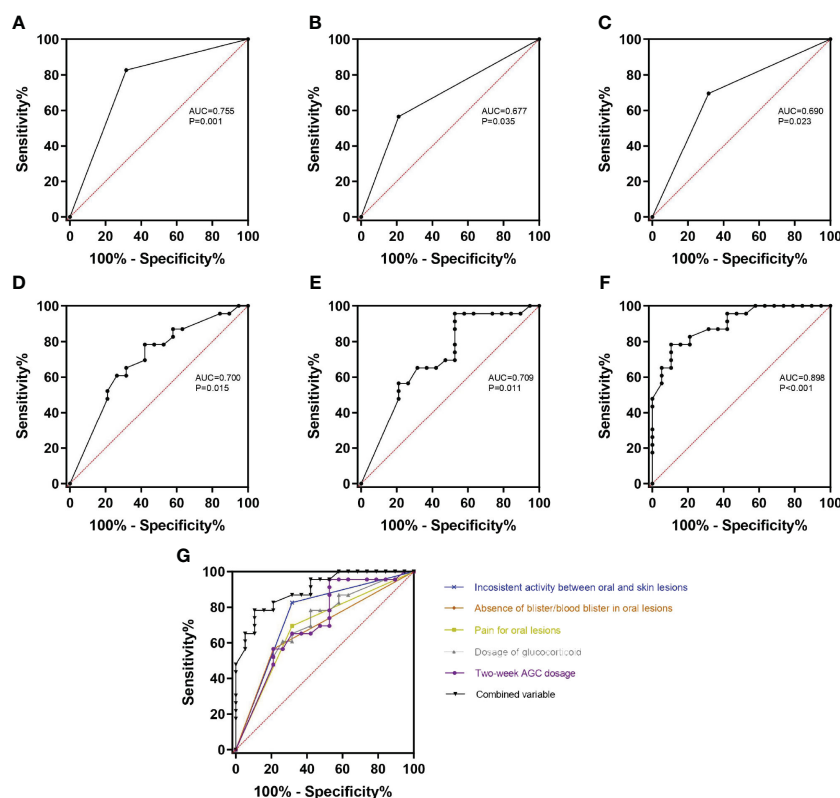 A
100
80
60
40
20
0
Sensitivity%
AUC=0.755
P=0.001
0 20 40 60 80 100
100% - Specificity%
B
100
80
60
40
20
0
Sensitivity%
AUC=0.677
P=0.035
0 20 40 60 80 100
100% - Specificity%
C
100
80
60
40
20
0
Sensitivity%
AUC=0.690
P=0.023
0 20 40 60 80 100
100% - Specificity%
D
100
80
60
40
20
0
Sensitivity%
AUC=0.700
P=0.015
0 20 40 60 80 100
100% - Specificity%
E
100
80
60
40
20
0
Sensitivity%
AUC=0.709
P=0.011
0 20 40 60 80 100
100% - Specificity%
F
100
80
60
40
20
0
Sensitivity%
AUC=0.898
P<0.001
0 20 40 60 80 100
100% - Specificity%
G
100
80
60
40
20
0
Sensitivity%
0 20 40 60 80 100
100% - Specificity%
Incosistent activity between oral and skin lesions
Absence of blister/blood blister in oral lesions
Pain for oral lesions
Dosage of glucocorticoid
Two-week AGC dosage
Combined variable